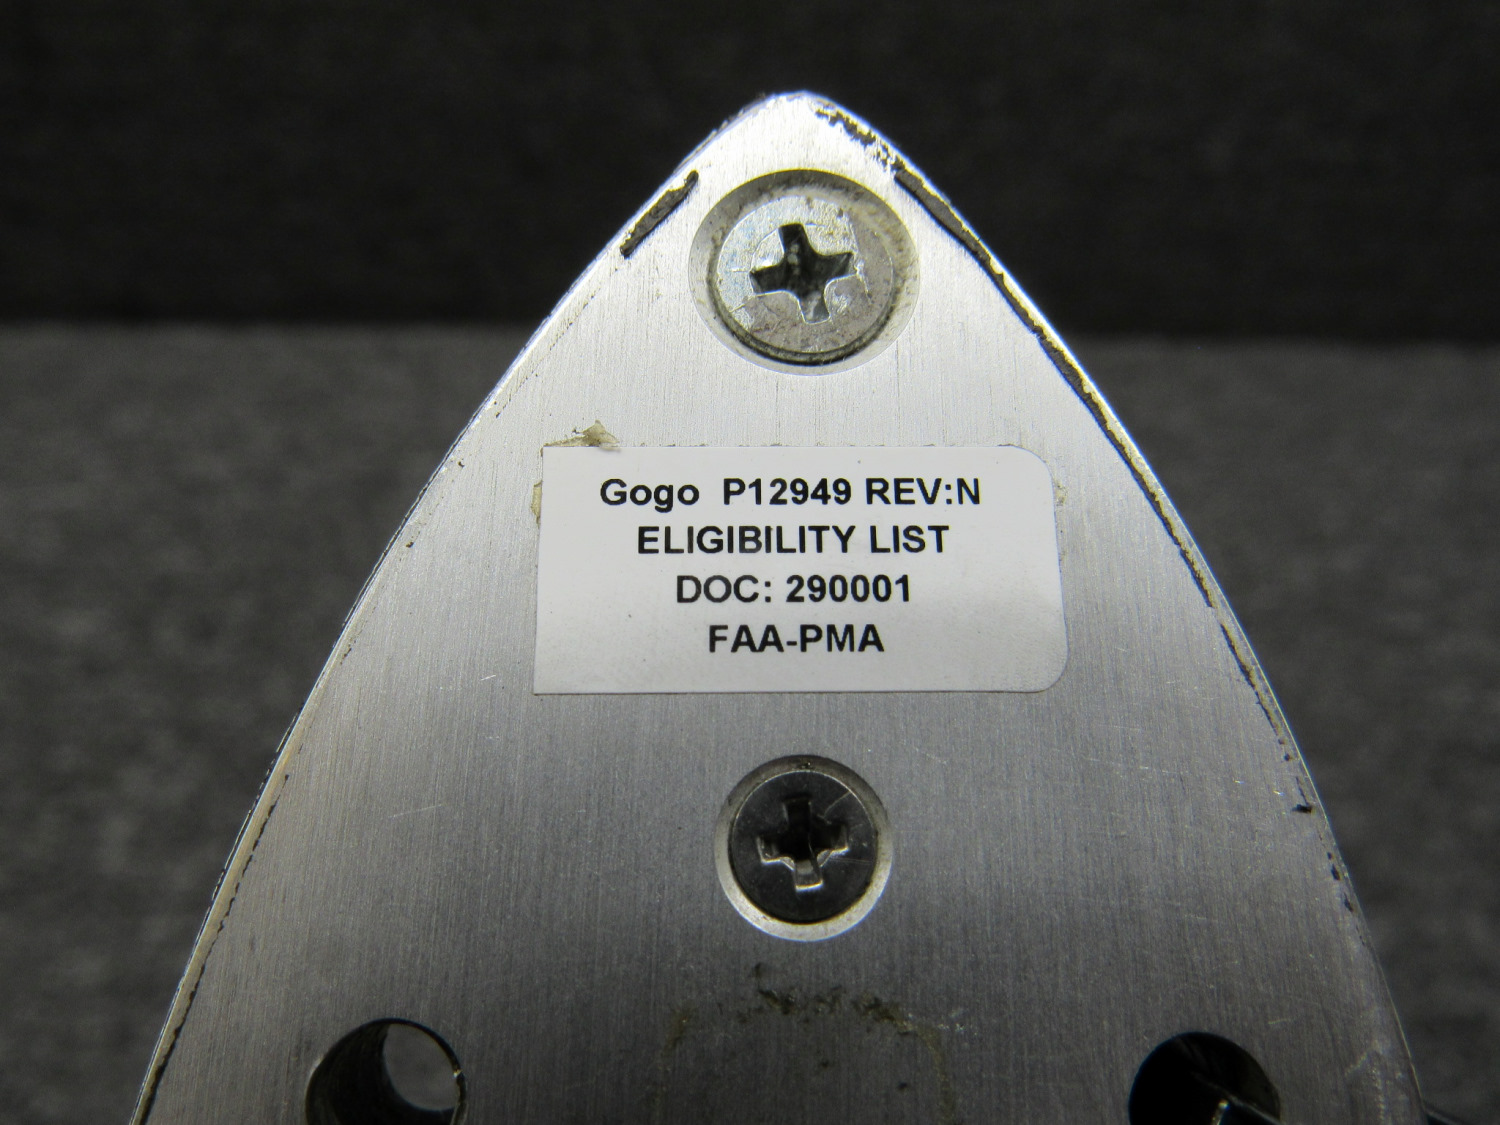 Gogo P12949 REV:N
ELIGIBILITY LIST
DOC: 290001
FAA-PMA